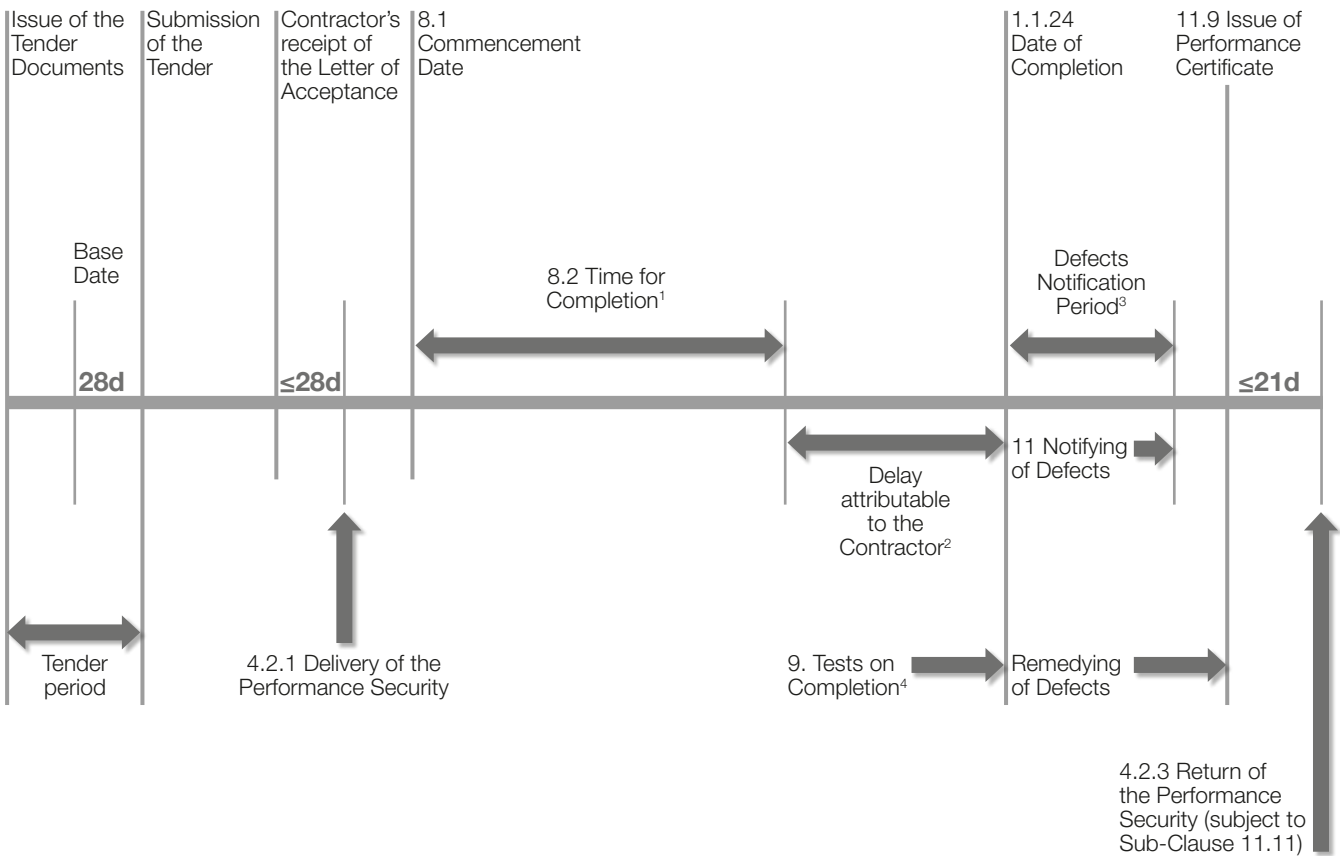 Issue of the
Tender
Documents
Submission
of the
Tender
Contractor’s
receipt of
the Letter of
Acceptance
8.1
Commencement
Date
1.1.24
Date of
Completion
11.9 Issue of
Performance
Certificate
Base
Date
8.2 Time for
Completion¹
Defects
Notification
Period³
28d
≤28d
≤21d
Delay
attributable
to the
Contractor²
11 Notifying
of Defects
Tender
period
4.2.1 Delivery of the
Performance Security
9. Tests on
Completion⁴
Remedying
of Defects
4.2.3 Return of
the Performance
Security (subject to
Sub-Clause 11.11)